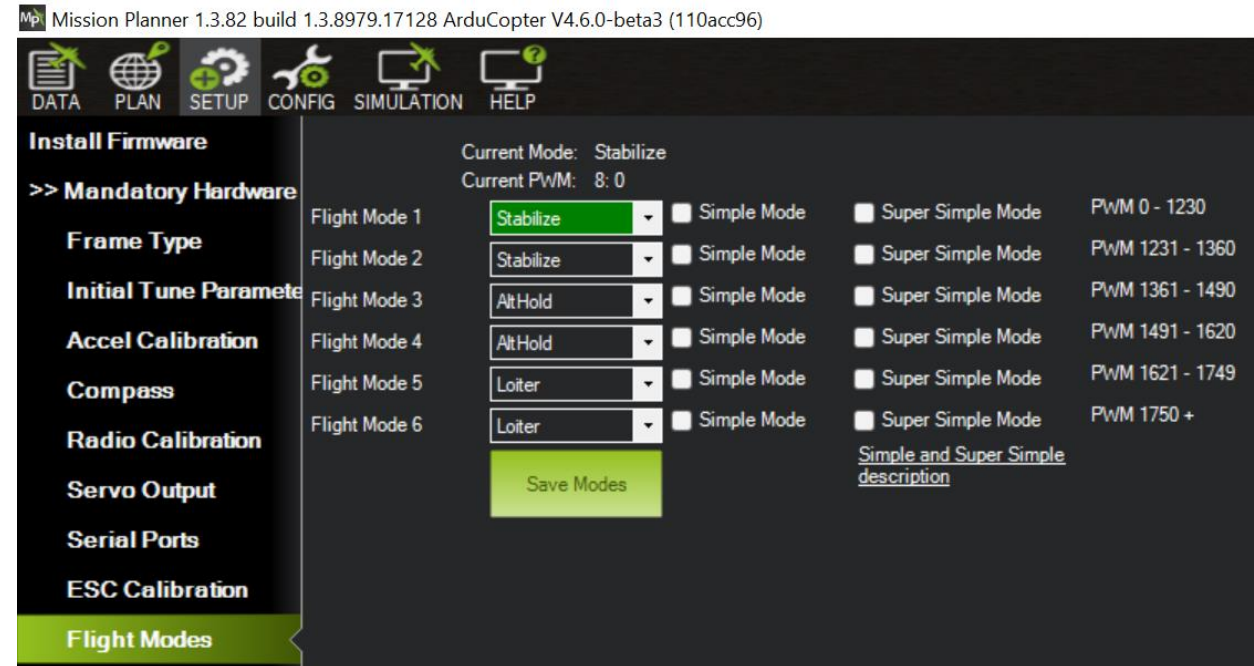 Mission Planner 1.3.82 build 1.3.8979.17128 ArduCopter V4.6.0-beta3 (110acc96)
DATA PLAN SETUP CONFIG SIMULATION HELP
Install Firmware
>> Mandatory Hardware
Frame Type
Initial Tune Paramete
Accel Calibration
Compass
Radio Calibration
Servo Output
Serial Ports
ESC Calibration
Flight Modes
Current Mode: Stabilize
Current PWM: 8: 0
Flight Mode 1 Stabilize Simple Mode Super Simple Mode PWM 0 - 1230
Flight Mode 2 Stabilize Simple Mode Super Simple Mode PWM 1231 - 1360
Flight Mode 3 AltHold Simple Mode Super Simple Mode PWM 1361 - 1490
Flight Mode 4 AltHold Simple Mode Super Simple Mode PWM 1491 - 1620
Flight Mode 5 Loiter Simple Mode Super Simple Mode PWM 1621 - 1749
Flight Mode 6 Loiter Simple Mode Super Simple Mode PWM 1750 +
Simple and Super Simple
description
Save Modes